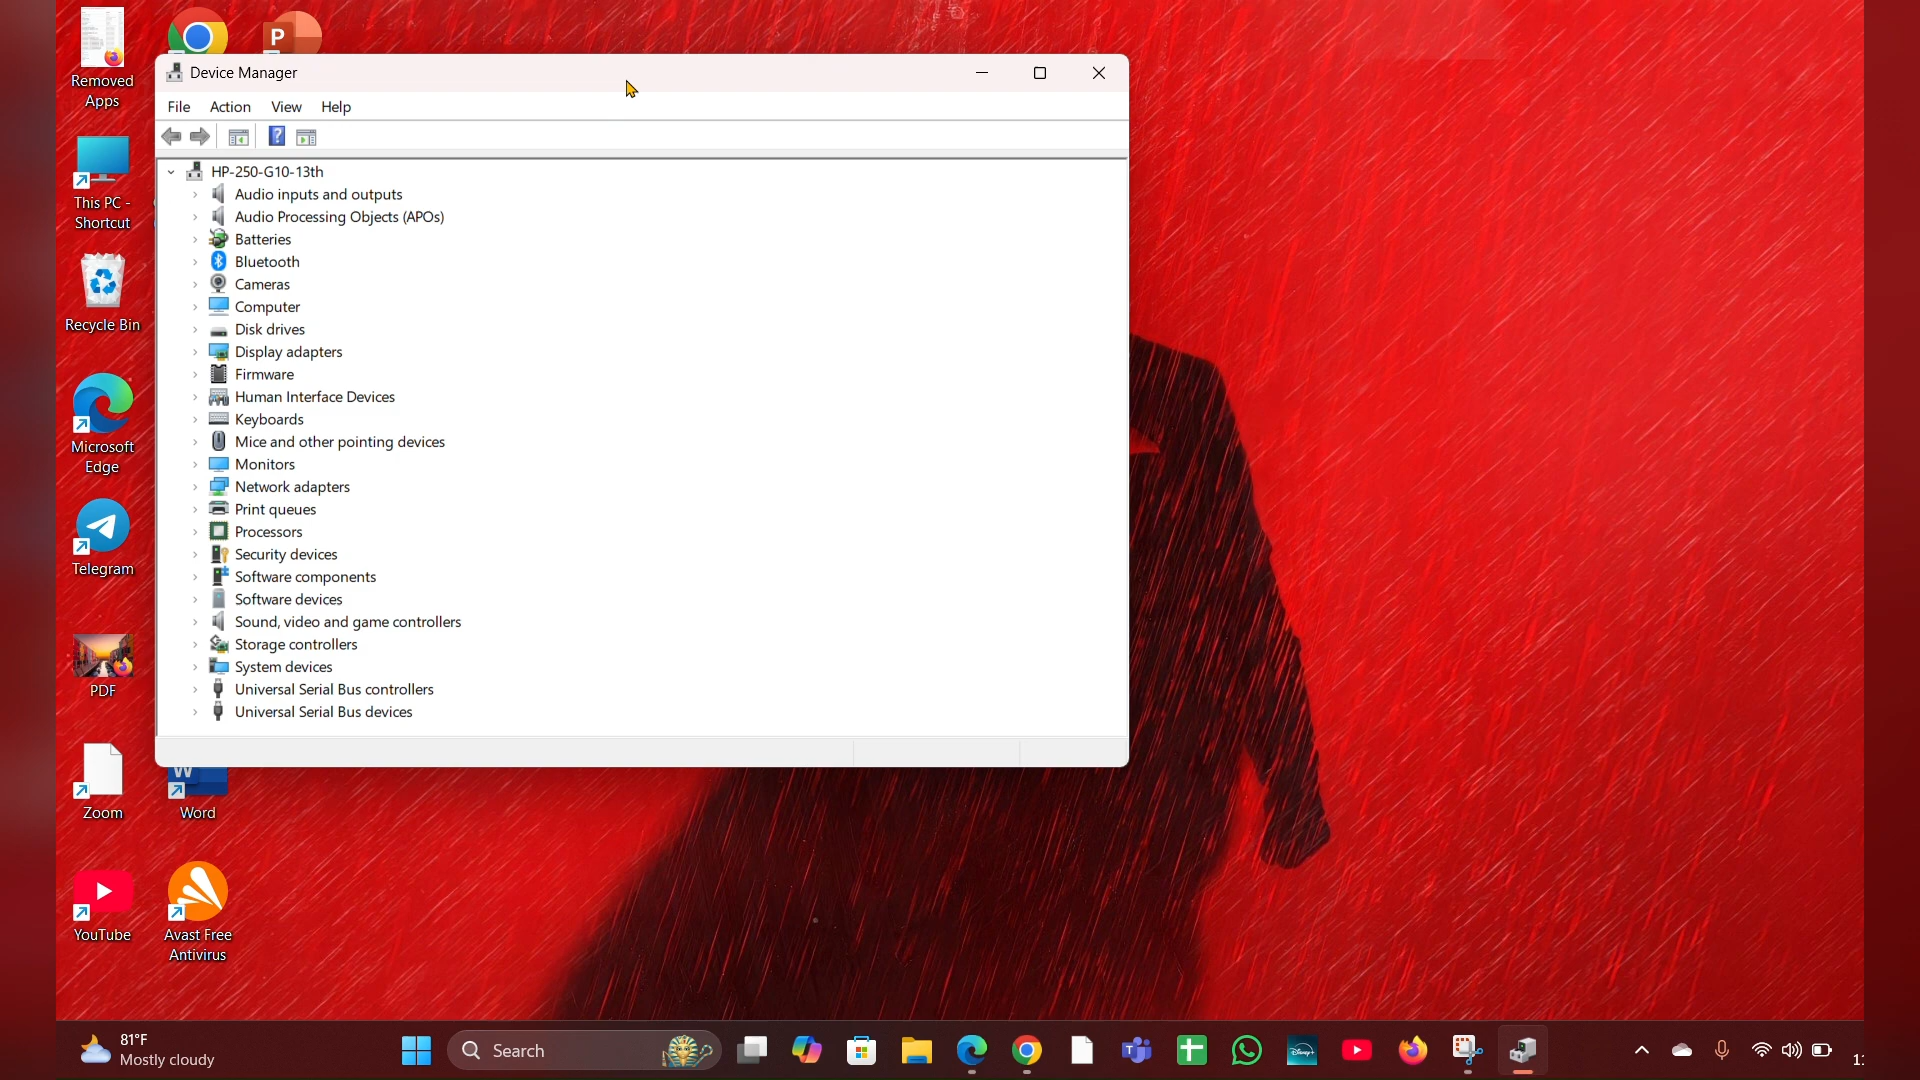 Removed
Apps
This PC -
Shortcut
Recycle Bin
Microsoft
Edge
Telegram
PDF
Zoom
Word
YouTube
Avast Free
Antivirus
P
Device Manager
File Action View Help
?
HP-250-G10-13th
Audio inputs and outputs
Audio Processing Objects (APOs)
Batteries
Bluetooth
Cameras
Computer
Disk drives
Display adapters
Firmware
Human Interface Devices
Keyboards
Mice and other pointing devices
Monitors
Network adapters
Print queues
Processors
Security devices
Software components
Software devices
Sound, video and game controllers
Storage controllers
System devices
Universal Serial Bus controllers
Universal Serial Bus devices
81°F
Mostly cloudy
Search
Disney+